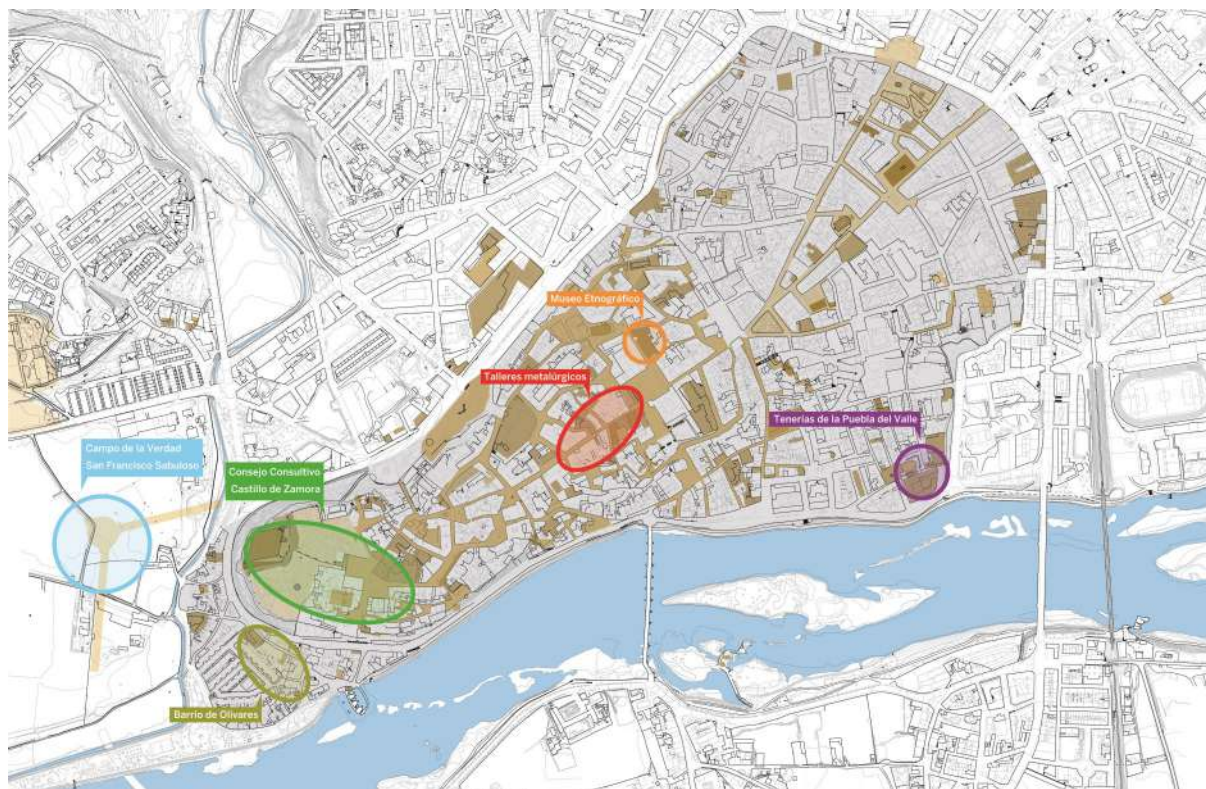 Museo Etnográfico
Talleres metalúrgicos
Tenerías de la Puebla del Valle
Campo de la Verdad
San Francisco Sabuloso
Consejo Consultivo
Castillo de Zamora
Barrio de Olivares